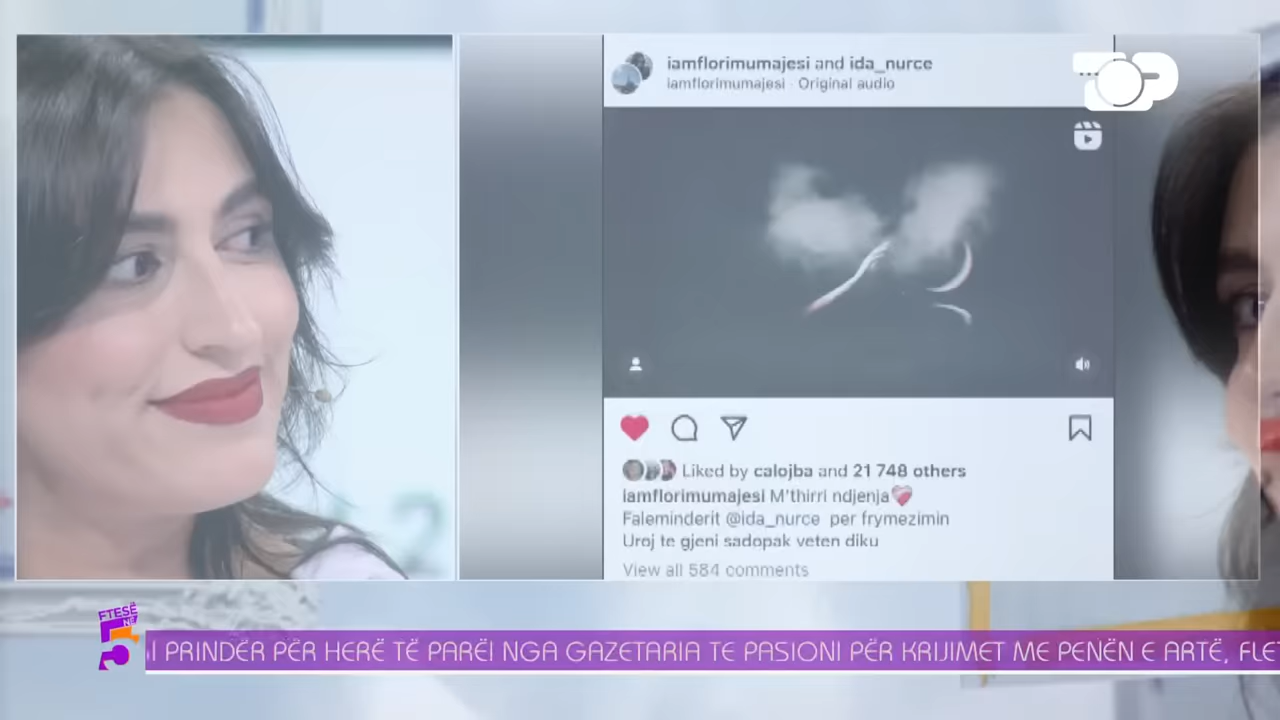 iamflorimumajesi and ida_nurce
iamflorimumajesi · Original audio
Liked by calojba and 21 748 others
iamflorimumajesi M'thirri ndjenja
Faleminderit @ida_nurce per frymezimin
Uroj te gjeni sadopak veten diku
View all 584 comments
TOP
2
FTESË
NË
5
I PRINDËR PËR HERË TË PARË! NGA GAZETARIA TE PASIONI PËR KRIJIMET ME PENËN E ARTË, FLET